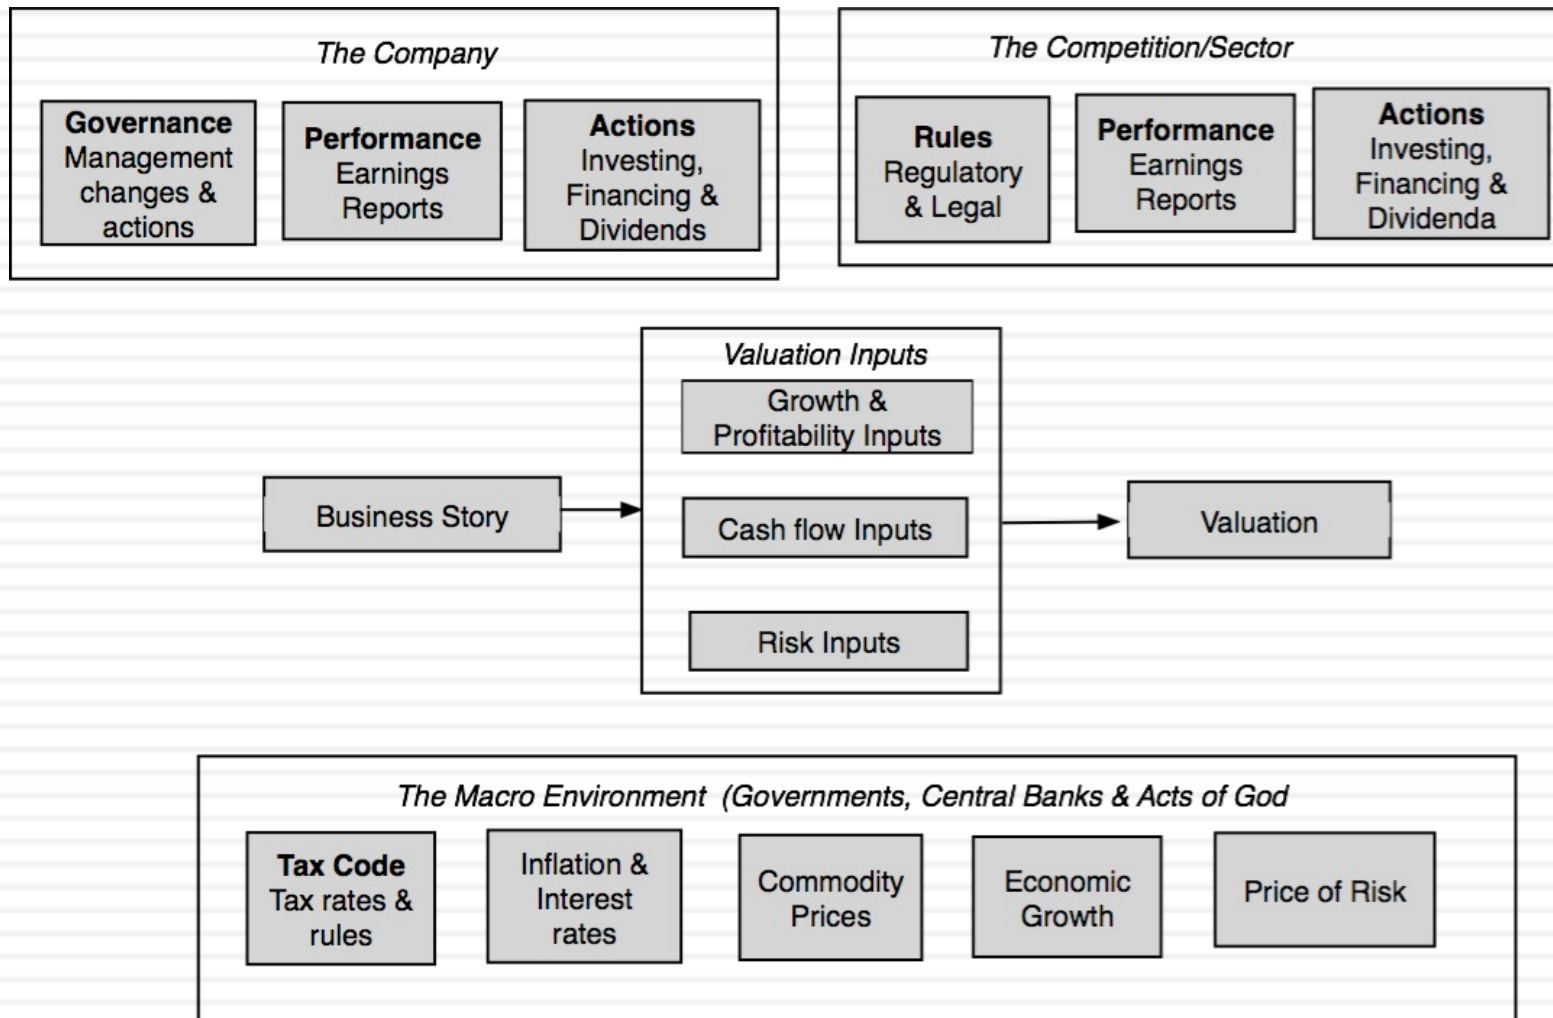 The Company
Governance
Management
changes &
actions
Performance
Earnings
Reports
Actions
Investing,
Financing &
Dividends
The Competition/Sector
Rules
Regulatory
& Legal
Performance
Earnings
Reports
Actions
Investing,
Financing &
Dividenda
Business Story
Valuation Inputs
Growth &
Profitability Inputs
Cash flow Inputs
Risk Inputs
Valuation
The Macro Environment (Governments, Central Banks & Acts of God
Tax Code
Tax rates &
rules
Inflation &
Interest
rates
Commodity
Prices
Economic
Growth
Price of Risk